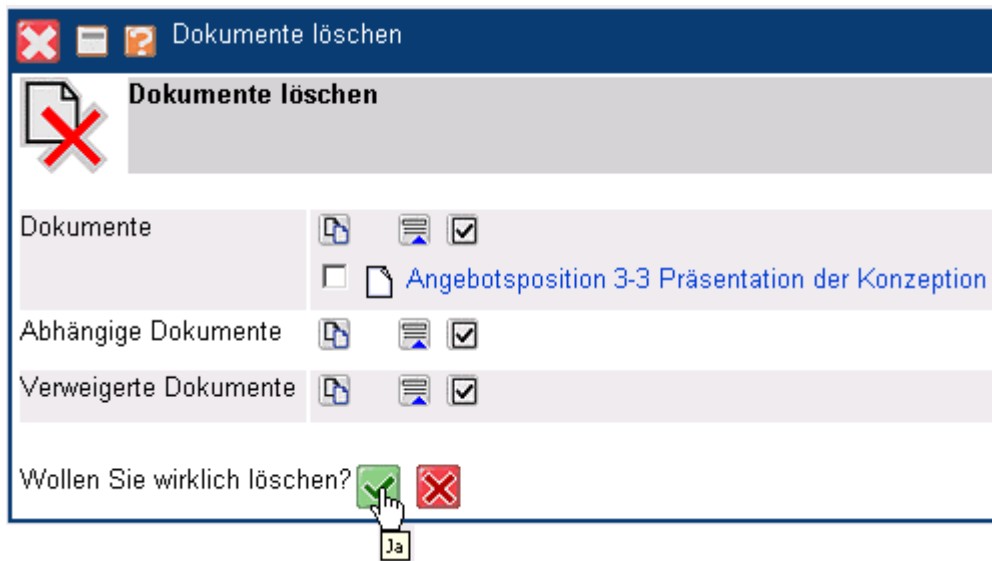 Dokumente löschen
Dokumente löschen
Dokumente
Angebotsposition 3-3 Präsentation der Konzeption
Abhängige Dokumente
Verweigerte Dokumente
Wollen Sie wirklich löschen?
Ja